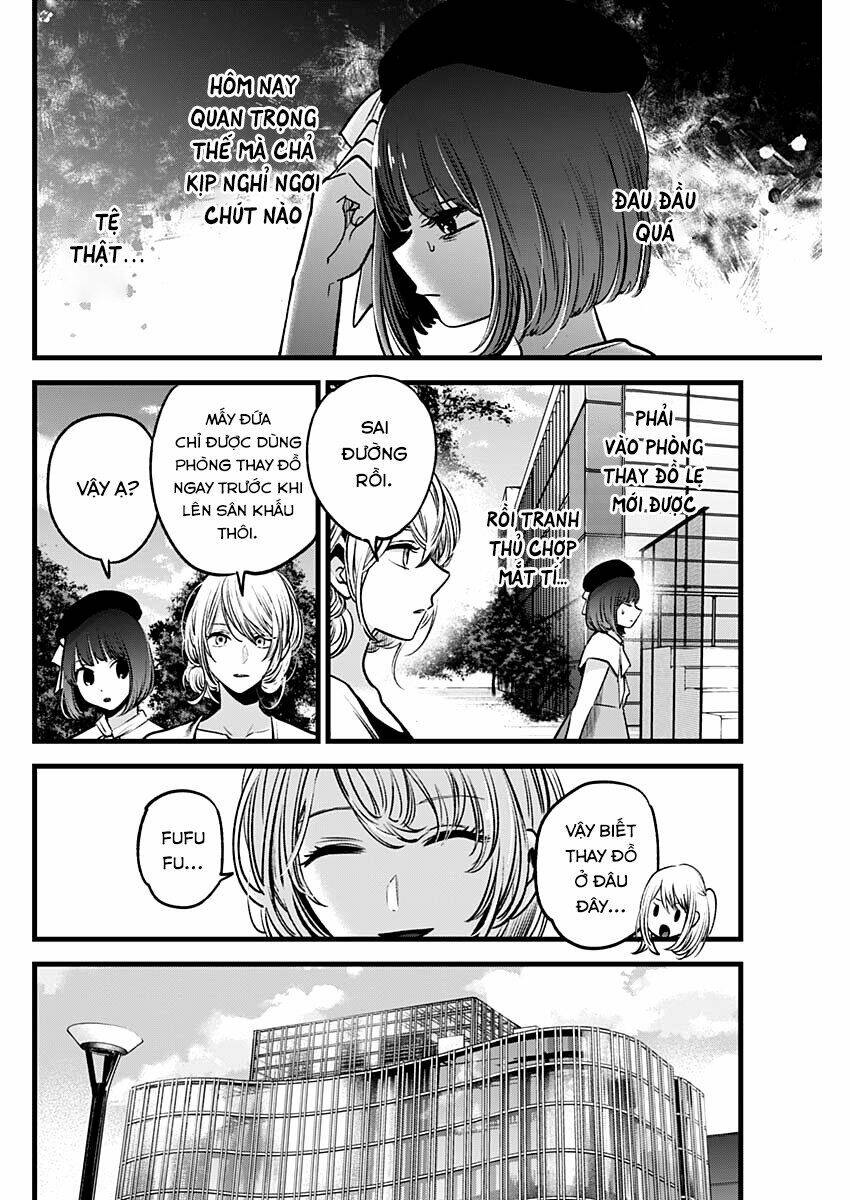 ĐAU ĐẦU
QUÁ
HÔM NAY
QUAN TRỌNG
THẾ MÀ CHẢ
KỊP NGHỈ NGƠI
CHÚT NÀO
TỆ
THẬT...
PHẢI
VÀO PHÒNG
THAY ĐỒ LẸ
MỚI ĐƯỢC
RỒI TRANH
THỦ CHỢP
MẮT TÍ...
SAI
ĐƯỜNG
RỒI.
MẤY ĐỨA
CHỈ ĐƯỢC DÙNG
PHÒNG THAY ĐỒ
NGAY TRƯỚC KHI
LÊN SÂN KHẤU
THÔI.
VẬY Ạ?
VẬY BIẾT
THAY ĐỒ
Ở ĐÂU
ĐÂY...
FUFU
FU...